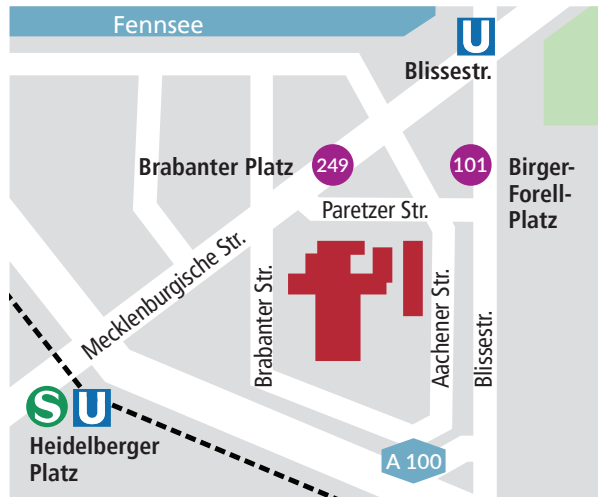 Fennsee
U
Blissestr.
Brabanter Platz
249
101
Birger-
Forell-
Platz
Paretzer Str.
Mecklenburgische Str.
Brabanter Str.
Aachener Str.
Blissestr.
S
U
Heidelberger
Platz
A 100